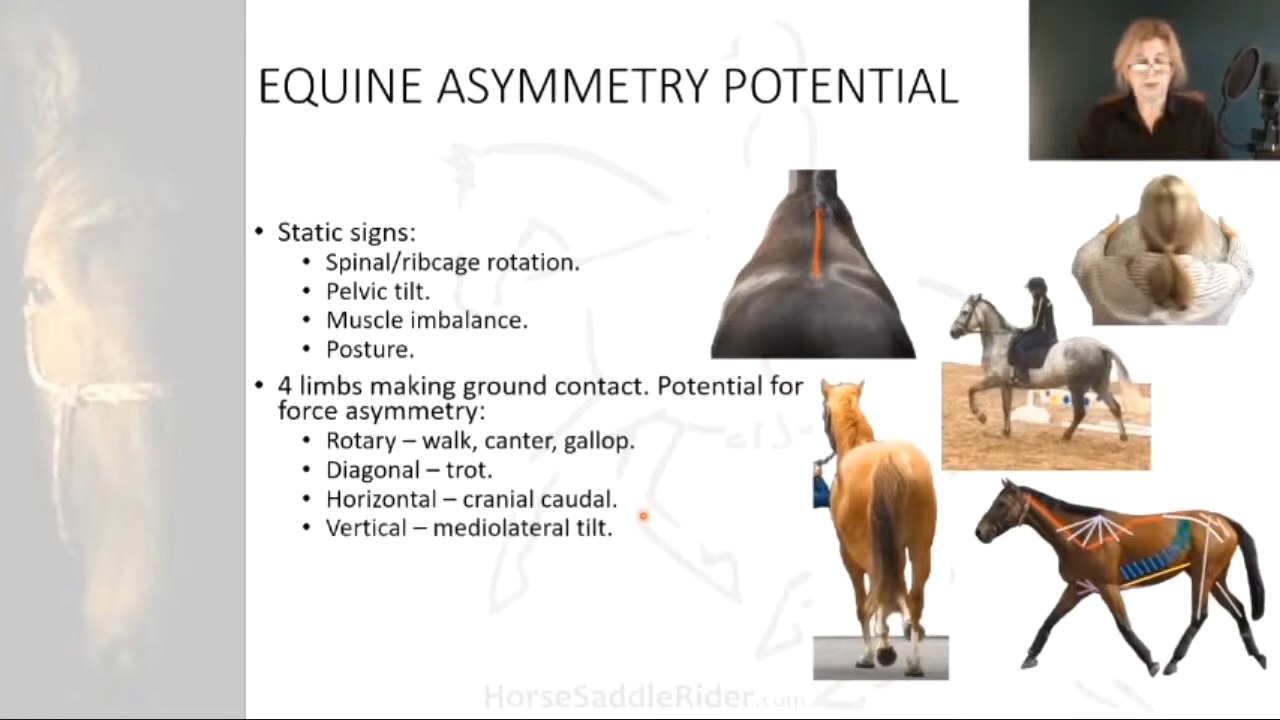 EQUINE ASYMMETRY POTENTIAL
• Static signs:
• Spinal/ribcage rotation.
• Pelvic tilt.
• Muscle imbalance.
• Posture.
• 4 limbs making ground contact. Potential for
force asymmetry:
• Rotary – walk, canter, gallop.
• Diagonal – trot.
• Horizontal – cranial caudal.
• Vertical – mediolateral tilt.
HorseSaddleRider.com